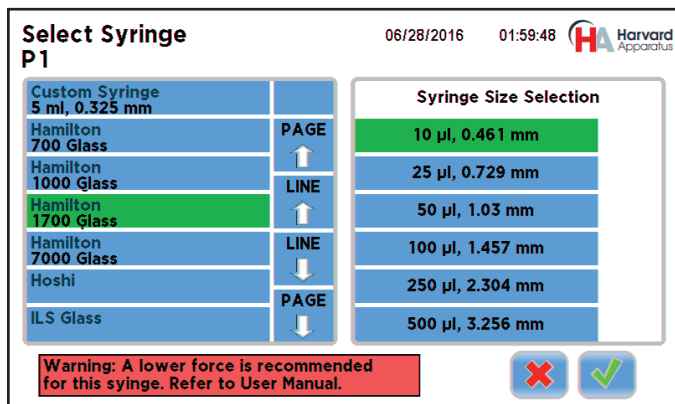 Select Syringe
P1
06/28/2016
01:59:48
HA Harvard
Apparatus
Custom Syringe
5 ml, 0.325 mm
Hamilton
700 Glass
Hamilton
1000 Glass
Hamilton
1700 Glass
Hamilton
7000 Glass
Hoshi
ILS Glass
PAGE
LINE
LINE
PAGE
Syringe Size Selection
10 µl, 0.461 mm
25 µl, 0.729 mm
50 µl, 1.03 mm
100 µl, 1.457 mm
250 µl, 2.304 mm
500 µl, 3.256 mm
Warning: A lower force is recommended
for this syinge. Refer to User Manual.